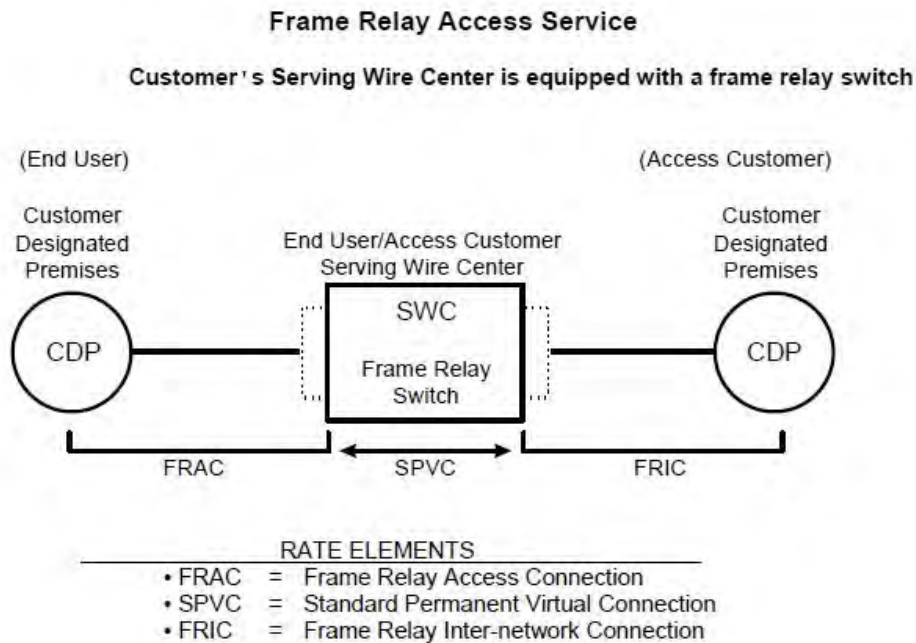 Frame Relay Access Service
Customer's Serving Wire Center is equipped with a frame relay switch
(End User)
(Access Customer)
Customer
Designated
Premises
End User/Access Customer
Serving Wire Center
Customer
Designated
Premises
CDP
SWC
Frame Relay
Switch
CDP
FRAC
SPVC
FRIC
RATE ELEMENTS
• FRAC = Frame Relay Access Connection
• SPVC = Standard Permanent Virtual Connection
• FRIC = Frame Relay Inter-network Connection